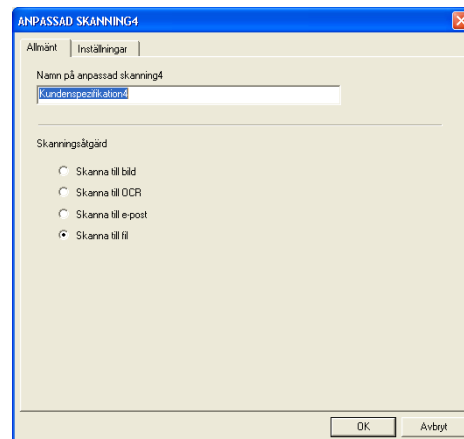 ANPASSAD SKANNING4
Allmänt Inställningar
Namn på anpassad skanning4
Kundenspezifikation4
Skanningsåtgärd
Skanna till bild
Skanna till OCR
Skanna till e-post
Skanna till fil
OK Avbryt